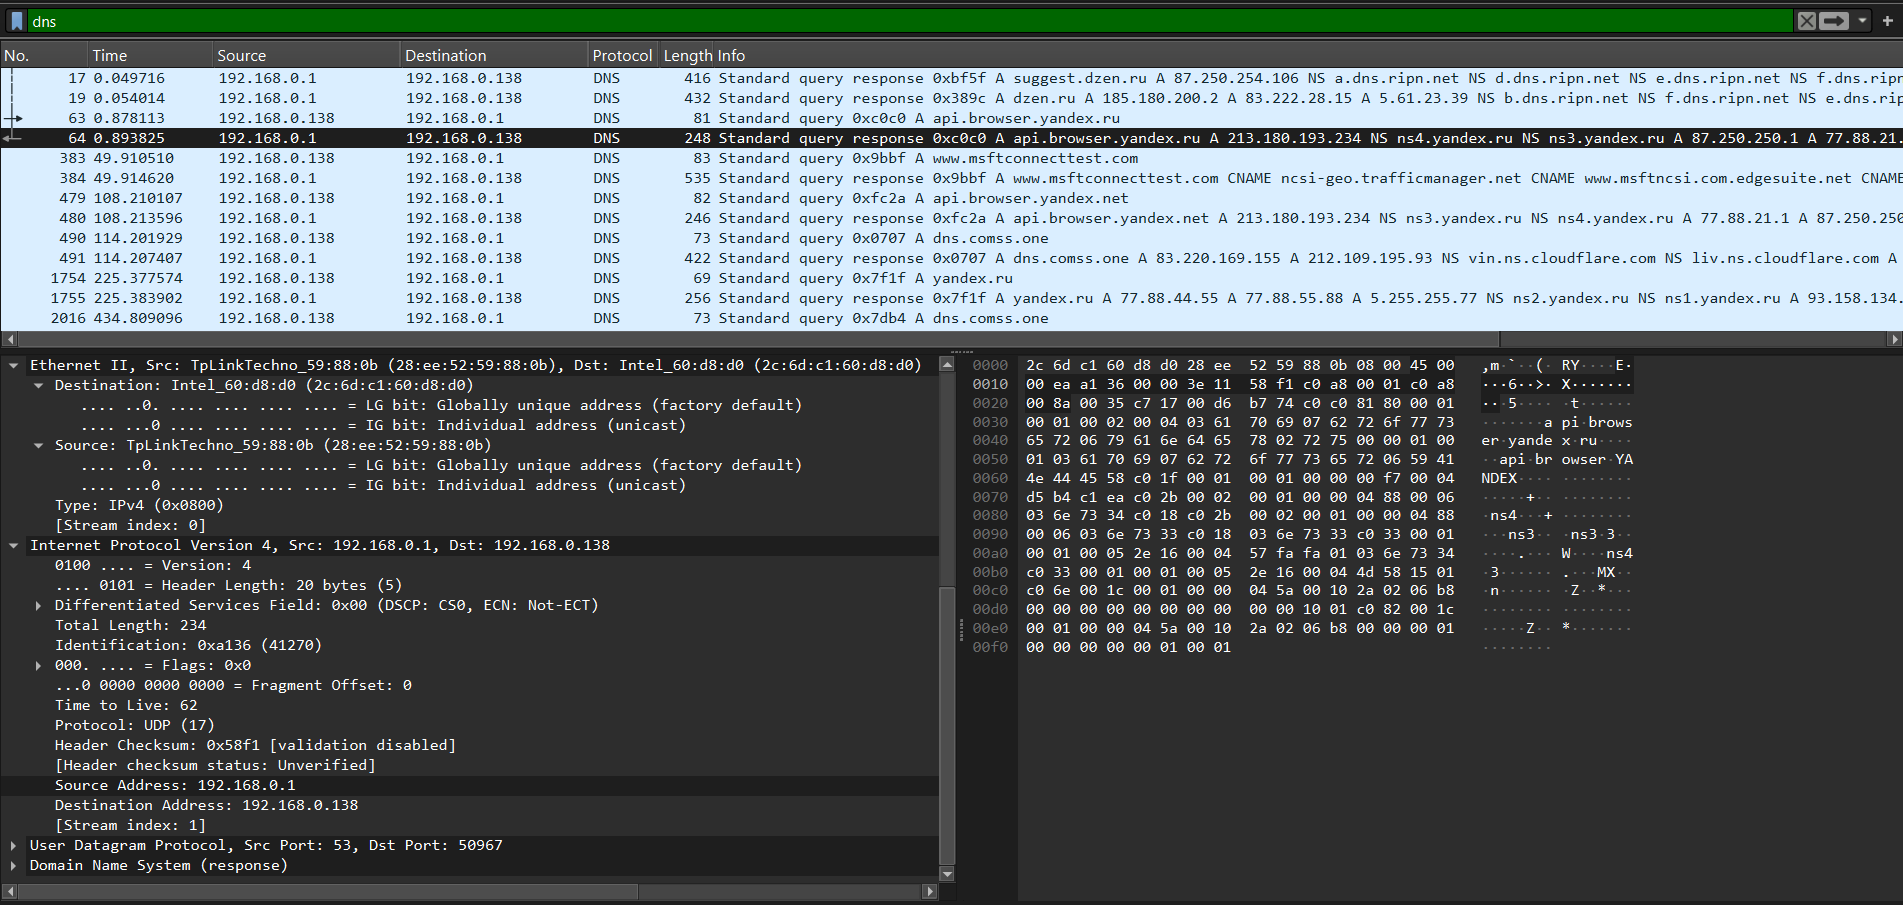 dns
No. Time Source Destination Protocol Length Info
17 0.049716 192.168.0.1 192.168.0.138 DNS 416 Standard query response 0xbf5f A suggest.dzen.ru A 87.250.254.106 NS a.dns.ripn.net NS d.dns.ripn.net NS e.dns.ripn.net NS f.dns.ripn
19 0.054014 192.168.0.1 192.168.0.138 DNS 432 Standard query response 0x389c A dzen.ru A 185.180.200.2 A 83.222.28.15 A 5.61.23.39 NS b.dns.ripn.net NS f.dns.ripn.net NS e.dns.rip
63 0.878113 192.168.0.138 192.168.0.1 DNS 81 Standard query 0xc0c0 A api.browser.yandex.ru
64 0.893825 192.168.0.1 192.168.0.138 DNS 248 Standard query response 0xc0c0 A api.browser.yandex.ru A 213.180.193.234 NS ns4.yandex.ru NS ns3.yandex.ru A 87.250.250.1 A 77.88.21.
383 49.910510 192.168.0.138 192.168.0.1 DNS 83 Standard query 0x9bbf A www.msftconnecttest.com
384 49.914620 192.168.0.1 192.168.0.138 DNS 535 Standard query response 0x9bbf A www.msftconnecttest.com CNAME ncsi-geo.trafficmanager.net CNAME www.msftncsi.com.edgesuite.net CNAM
479 108.210107 192.168.0.138 192.168.0.1 DNS 82 Standard query 0xfc2a A api.browser.yandex.net
480 108.213596 192.168.0.1 192.168.0.138 DNS 246 Standard query response 0xfc2a A api.browser.yandex.net A 213.180.193.234 NS ns3.yandex.ru NS ns4.yandex.ru A 77.88.21.1 A 87.250.250
490 114.201929 192.168.0.138 192.168.0.1 DNS 73 Standard query 0x0707 A dns.comss.one
491 114.207407 192.168.0.1 192.168.0.138 DNS 422 Standard query response 0x0707 A dns.comss.one A 83.220.169.155 A 212.109.195.93 NS vin.ns.cloudflare.com NS liv.ns.cloudflare.com A
1754 225.377574 192.168.0.138 192.168.0.1 DNS 69 Standard query 0x7f1f A yandex.ru
1755 225.383902 192.168.0.1 192.168.0.138 DNS 256 Standard query response 0x7f1f A yandex.ru A 77.88.44.55 A 77.88.55.88 A 5.255.255.77 NS ns2.yandex.ru NS ns1.yandex.ru A 93.158.134.
2016 434.809096 192.168.0.138 192.168.0.1 DNS 73 Standard query 0x7db4 A dns.comss.one
Ethernet II, Src: TpLinkTechno_59:88:0b (28:ee:52:59:88:0b), Dst: Intel_60:d8:d0 (2c:6d:c1:60:d8:d0)
Destination: Intel_60:d8:d0 (2c:6d:c1:60:d8:d0)
.... ..0. .... .... .... .... = LG bit: Globally unique address (factory default)
.... ...0 .... .... .... .... = IG bit: Individual address (unicast)
Source: TpLinkTechno_59:88:0b (28:ee:52:59:88:0b)
.... ..0. .... .... .... .... = LG bit: Globally unique address (factory default)
.... ...0 .... .... .... .... = IG bit: Individual address (unicast)
Type: IPv4 (0x0800)
[Stream index: 0]
Internet Protocol Version 4, Src: 192.168.0.1, Dst: 192.168.0.138
0100 .... = Version: 4
.... 0101 = Header Length: 20 bytes (5)
Differentiated Services Field: 0x00 (DSCP: CS0, ECN: Not-ECT)
Total Length: 234
Identification: 0xa136 (41270)
000. .... = Flags: 0x0
...0 0000 0000 0000 = Fragment Offset: 0
Time to Live: 62
Protocol: UDP (17)
Header Checksum: 0x58f1 [validation disabled]
[Header checksum status: Unverified]
Source Address: 192.168.0.1
Destination Address: 192.168.0.138
[Stream index: 1]
User Datagram Protocol, Src Port: 53, Dst Port: 50967
Domain Name System (response)
0000 2c 6d c1 60 d8 d0 28 ee 52 59 88 0b 08 00 45 00 ,m·`··(· RY····E·
0010 00 ea a1 36 00 00 3e 11 58 f1 c0 a8 00 01 c0 a8 ···6··>· X·······
0020 00 8a 00 35 c7 17 00 d6 b7 74 c0 c0 81 80 00 01 ···5···· ·t······
0030 00 01 00 02 00 04 03 61 70 69 07 62 72 6f 77 73 ·······a pi·brows
0040 65 72 06 79 61 6e 64 65 78 02 72 75 00 00 01 00 er·yande x·ru····
0050 01 03 61 70 69 07 62 72 6f 77 73 65 72 06 59 41 ··api·br owser·YA
0060 4e 44 45 58 c0 1f 00 01 00 01 00 00 00 f7 00 04 NDEX···· ········
0070 d5 b4 c1 ea c0 2b 00 02 00 01 00 00 04 88 00 06 ·····+·· ········
0080 03 6e 73 34 c0 18 c0 2b 00 02 00 01 00 00 04 88 ·ns4···+ ········
0090 00 06 03 6e 73 33 c0 18 03 6e 73 33 c0 33 00 01 ···ns3·· ·ns3·3··
00a0 00 01 00 05 2e 16 00 04 57 fa fa 01 03 6e 73 34 ····.··· W····ns4
00b0 c0 33 00 01 00 01 00 05 2e 16 00 04 4d 58 15 01 ·3······ .···MX··
00c0 c0 6e 00 1c 00 01 00 00 04 5a 00 10 2a 02 06 b8 ·n······ ·Z··*···
00d0 00 00 00 00 00 00 00 00 00 00 10 01 c0 82 00 1c ········ ········
00e0 00 01 00 00 04 5a 00 10 2a 02 06 b8 00 00 00 01 ·····Z·· *·······
00f0 00 00 00 00 00 01 00 01 ········